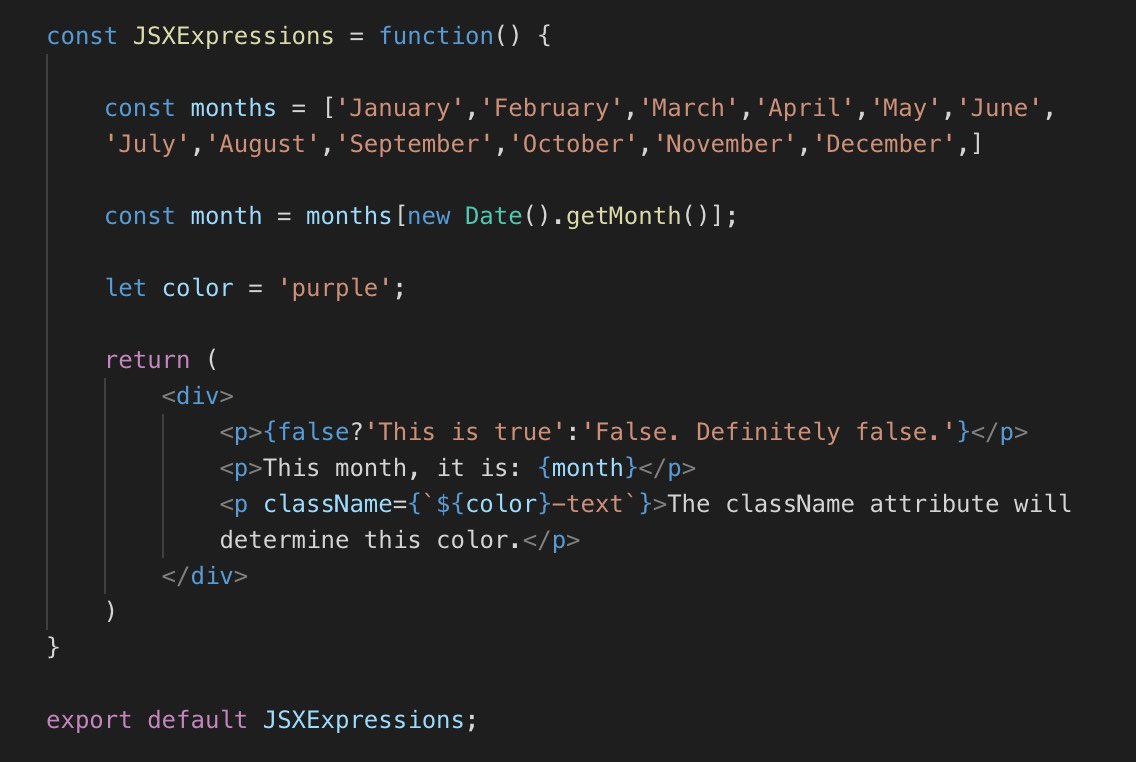 const JSXExpressions = function() {
const months = ['January','February','March','April','May','June',
'July','August','September','October','November','December',]
const month = months[new Date().getMonth()];
let color = 'purple';
return (
<div>
<p>{false?'This is true':'False. Definitely false.'}</p>
<p>This month, it is: {month}</p>
<p className={`${color}-text`}>The className attribute will
determine this color.</p>
</div>
)
}
export default JSXExpressions;